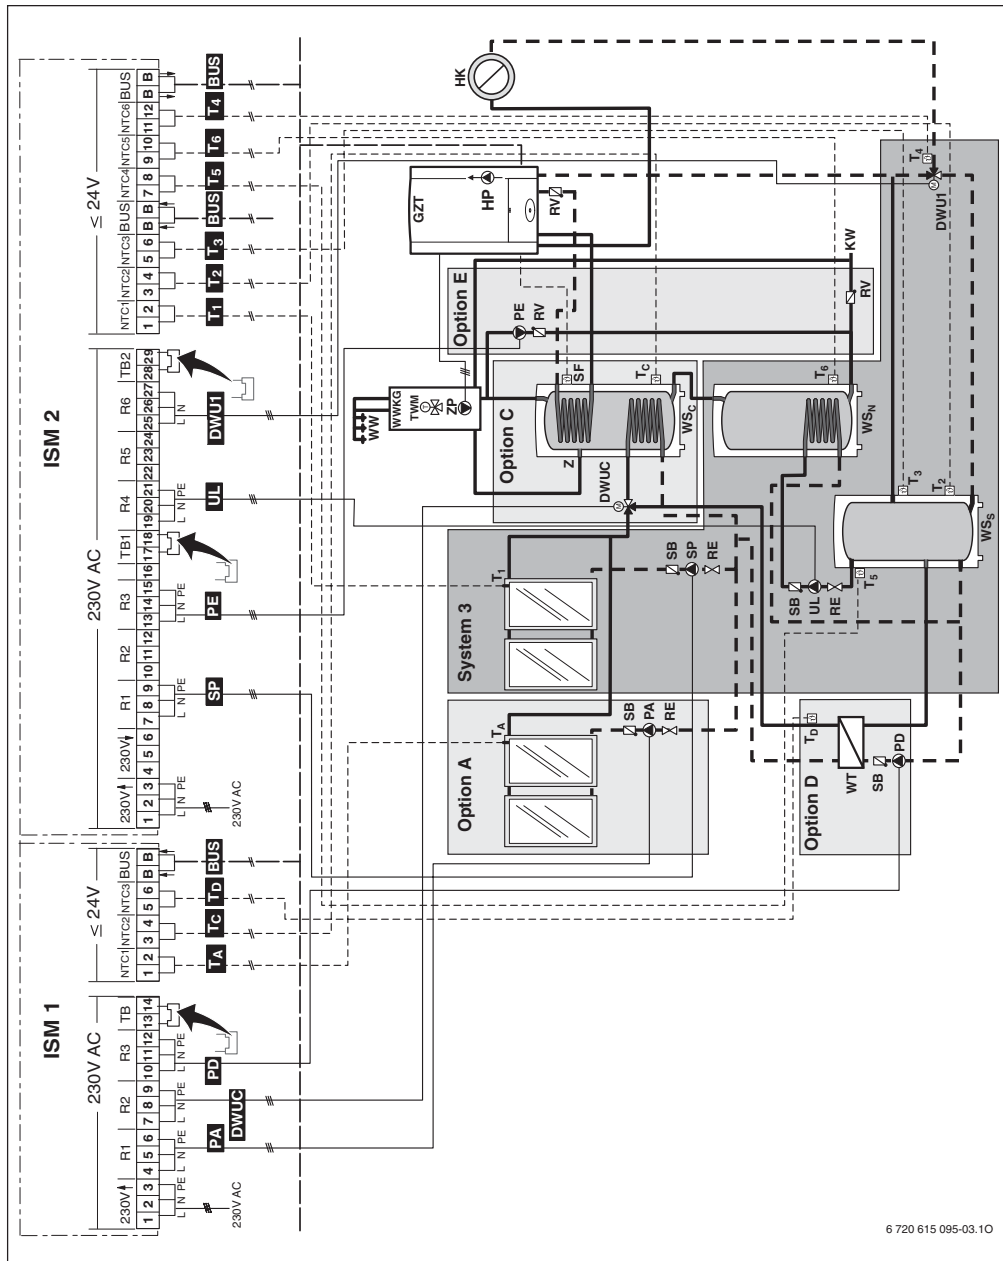 ISM 1
230V AC
≤ 24V
230V R1 R2 R3 TB
NTC1 NTC2 NTC3 BUS
1 2 3 4 5 6 7 8 9 10 11 12 13 14
1 2 3 4 5 6 B B
L N PE L N PE L N PE L N PE
230V AC
PA
DWUC
PD
TA
TC
TD
BUS
ISM 2
230V AC
≤ 24V
230V 230V R1 R2 R3 TB1 R4 R5 R6 TB2
NTC1 NTC2 NTC3 BUS NTC4 NTC5 NTC6 BUS
1 2 3 4 5 6 7 8 9 10 11 12 13 14 15 16 17 18 19 20 21 22 23 24 25 26 27 28 29
1 2 3 4 5 6 B B 7 8 9 10 11 12 B B
L N PE L N PE L N PE L N PE L N
230V AC
SP
PE
UL
DWU1
T1
T2
T3
BUS
T5
T6
T4
BUS
HK
GZT
HP
RV
T4
DWU1
M
Option E
PE
RV
KW
RV
WW
WWKG
TWM
T
ZP
Option C
SF
TC
Z
WSC
DWUC
M
T6
WSN
T3
T2
WSS
T5
SB
UL
RE
System 3
T1
SB
SP
RE
Option A
TA
SB
PA
RE
Option D
TD
WT
SB
PD
6 720 615 095-03.1O